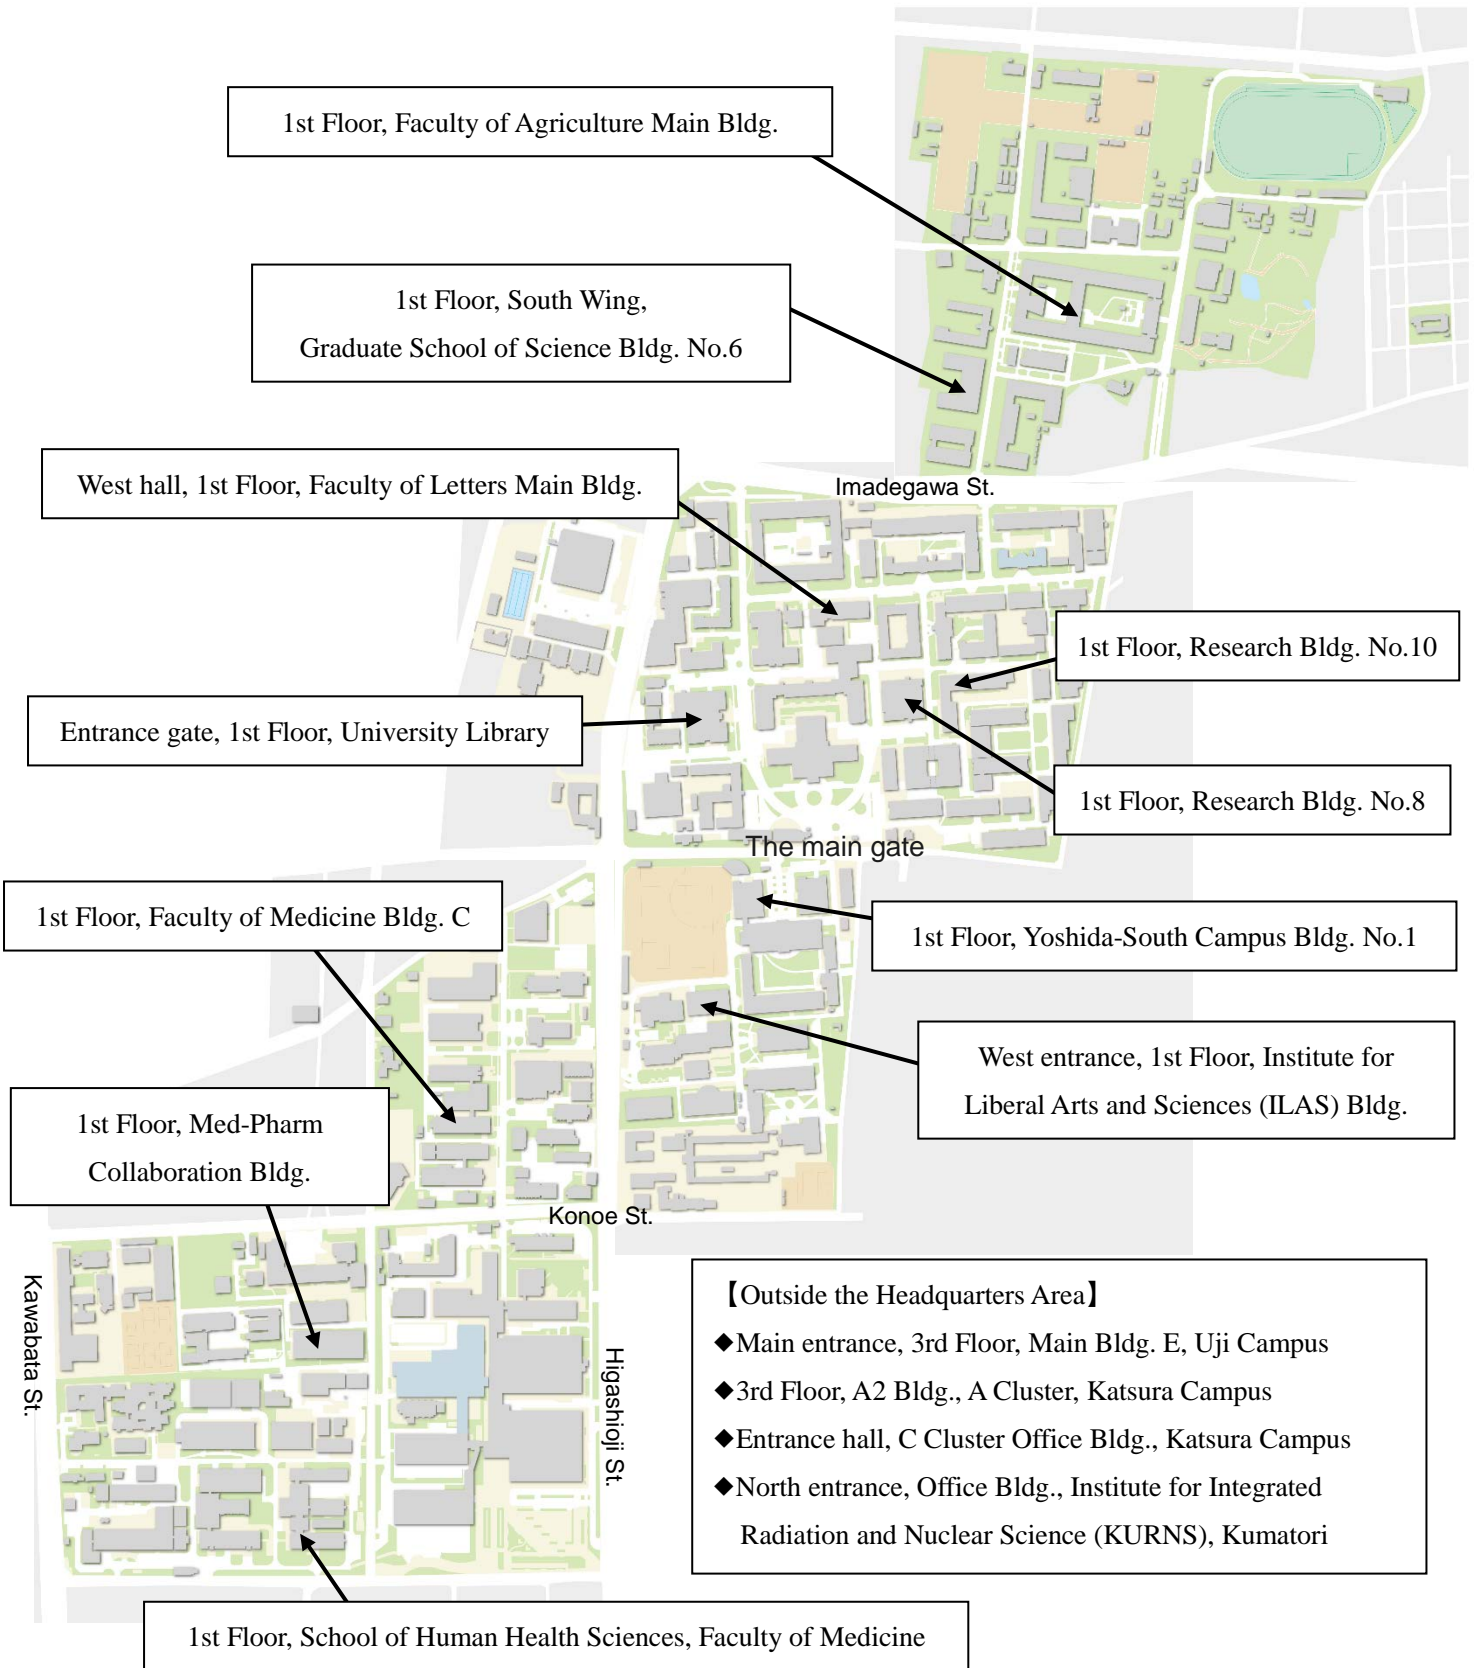 1st Floor, Faculty of Agriculture Main Bldg.
1st Floor, South Wing,
Graduate School of Science Bldg. No.6
West hall, 1st Floor, Faculty of Letters Main Bldg.
Imadegawa St.
1st Floor, Research Bldg. No.10
Entrance gate, 1st Floor, University Library
1st Floor, Research Bldg. No.8
The main gate
1st Floor, Faculty of Medicine Bldg. C
1st Floor, Yoshida-South Campus Bldg. No.1
West entrance, 1st Floor, Institute for
Liberal Arts and Sciences (ILAS) Bldg.
1st Floor, Med-Pharm
Collaboration Bldg.
Konoe St.
Kawabata St.
Higashioji St.
【Outside the Headquarters Area】
◆Main entrance, 3rd Floor, Main Bldg. E, Uji Campus
◆3rd Floor, A2 Bldg., A Cluster, Katsura Campus
◆Entrance hall, C Cluster Office Bldg., Katsura Campus
◆North entrance, Office Bldg., Institute for Integrated
Radiation and Nuclear Science (KURNS), Kumatori
1st Floor, School of Human Health Sciences, Faculty of Medicine